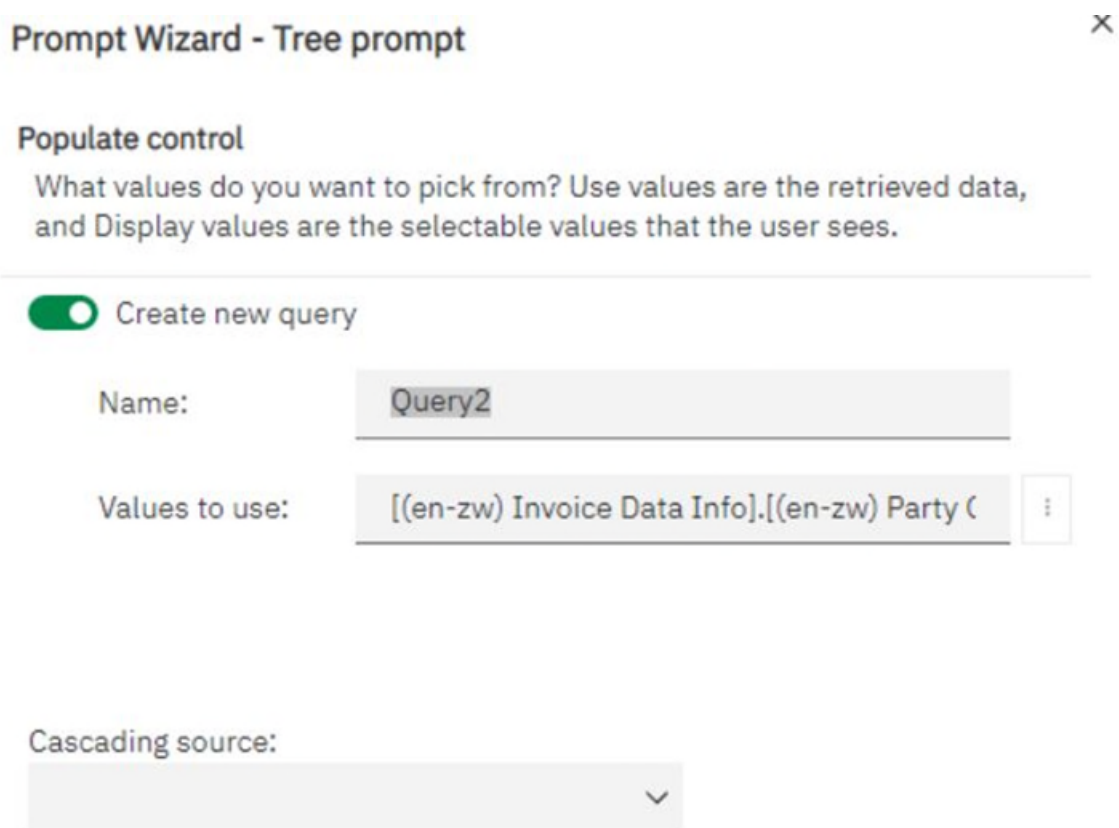 Prompt Wizard - Tree prompt
Populate control
What values do you want to pick from? Use values are the retrieved data,
and Display values are the selectable values that the user sees.
Create new query
Name:
Query2
Values to use:
[(en-zw) Invoice Data Info].[(en-zw) Party (
Cascading source: